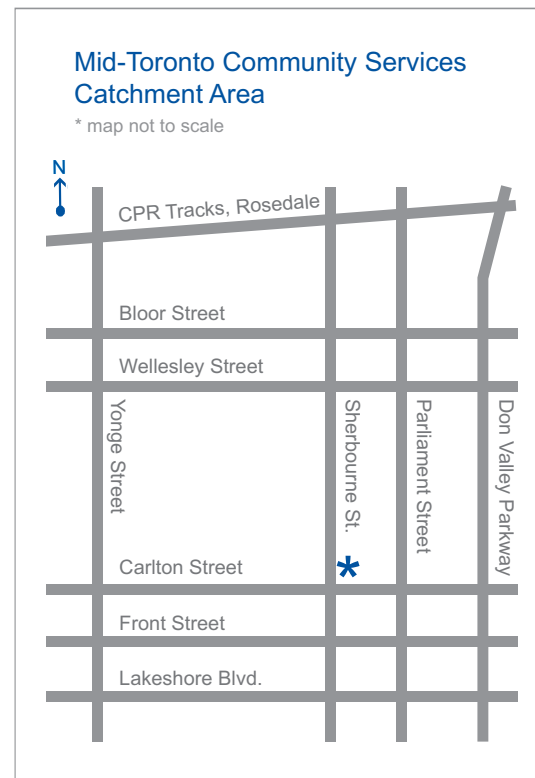 Mid-Toronto Community Services
Catchment Area
* map not to scale
N
CPR Tracks, Rosedale
Bloor Street
Wellesley Street
Yonge Street
Sherbourne St.
Parliament Street
Don Valley Parkway
Carlton Street
*
Front Street
Lakeshore Blvd.